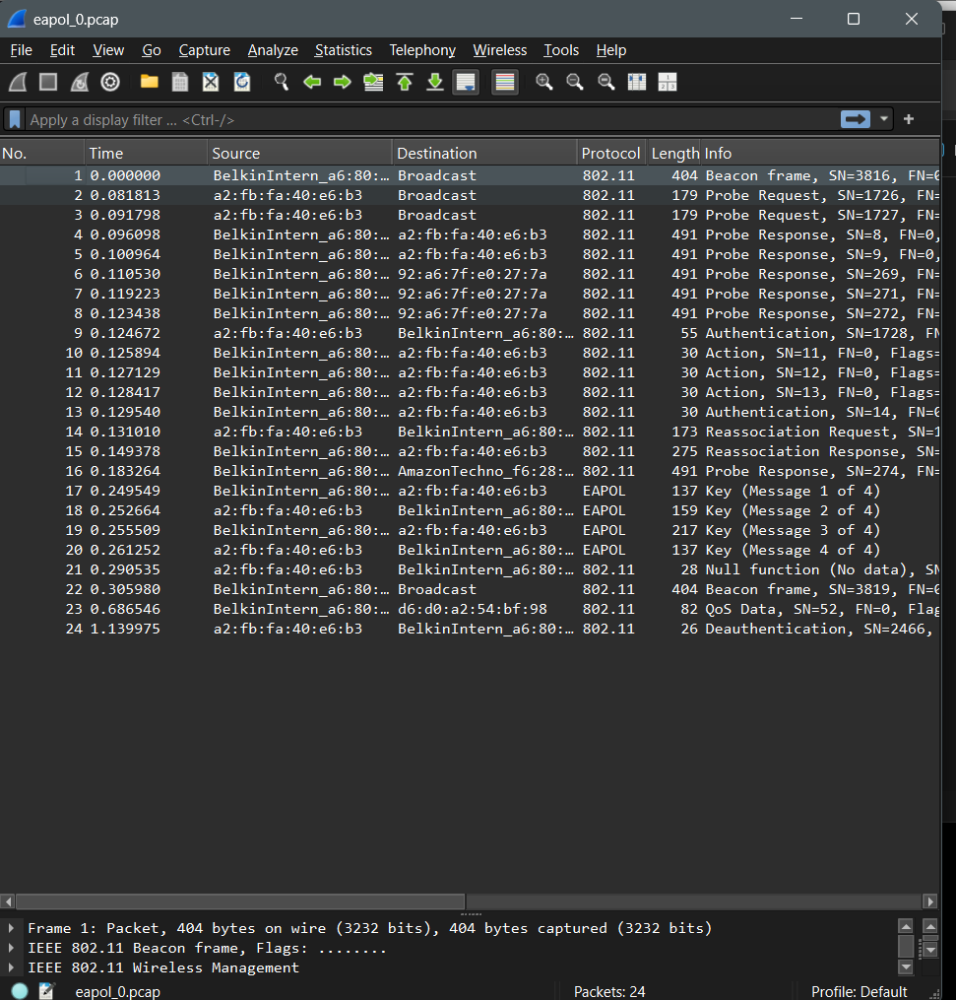 eapol_0.pcap
File Edit View Go Capture Analyze Statistics Telephony Wireless Tools Help
Apply a display filter ... <Ctrl-/>
No. Time Source Destination Protocol Length Info
1 0.000000 BelkinIntern_a6:80:… Broadcast 802.11 404 Beacon frame, SN=3816, FN=0
2 0.081813 a2:fb:fa:40:e6:b3 Broadcast 802.11 179 Probe Request, SN=1726, FN=
3 0.091798 a2:fb:fa:40:e6:b3 Broadcast 802.11 179 Probe Request, SN=1727, FN=
4 0.096098 BelkinIntern_a6:80:… a2:fb:fa:40:e6:b3 802.11 491 Probe Response, SN=8, FN=0,
5 0.100964 BelkinIntern_a6:80:… a2:fb:fa:40:e6:b3 802.11 491 Probe Response, SN=9, FN=0,
6 0.110530 BelkinIntern_a6:80:… 92:a6:7f:e0:27:7a 802.11 491 Probe Response, SN=269, FN=
7 0.119223 BelkinIntern_a6:80:… 92:a6:7f:e0:27:7a 802.11 491 Probe Response, SN=271, FN=
8 0.123438 BelkinIntern_a6:80:… 92:a6:7f:e0:27:7a 802.11 491 Probe Response, SN=272, FN=
9 0.124672 a2:fb:fa:40:e6:b3 BelkinIntern_a6:80:… 802.11 55 Authentication, SN=1728, FN
10 0.125894 BelkinIntern_a6:80:… a2:fb:fa:40:e6:b3 802.11 30 Action, SN=11, FN=0, Flags=
11 0.127129 BelkinIntern_a6:80:… a2:fb:fa:40:e6:b3 802.11 30 Action, SN=12, FN=0, Flags=
12 0.128417 BelkinIntern_a6:80:… a2:fb:fa:40:e6:b3 802.11 30 Action, SN=13, FN=0, Flags=
13 0.129540 BelkinIntern_a6:80:… a2:fb:fa:40:e6:b3 802.11 30 Authentication, SN=14, FN=0
14 0.131010 a2:fb:fa:40:e6:b3 BelkinIntern_a6:80:… 802.11 173 Reassociation Request, SN=1
15 0.149378 BelkinIntern_a6:80:… a2:fb:fa:40:e6:b3 802.11 275 Reassociation Response, SN=
16 0.183264 BelkinIntern_a6:80:… AmazonTechno_f6:28:… 802.11 491 Probe Response, SN=274, FN=
17 0.249549 BelkinIntern_a6:80:… a2:fb:fa:40:e6:b3 EAPOL 137 Key (Message 1 of 4)
18 0.252664 a2:fb:fa:40:e6:b3 BelkinIntern_a6:80:… EAPOL 159 Key (Message 2 of 4)
19 0.255509 BelkinIntern_a6:80:… a2:fb:fa:40:e6:b3 EAPOL 217 Key (Message 3 of 4)
20 0.261252 a2:fb:fa:40:e6:b3 BelkinIntern_a6:80:… EAPOL 137 Key (Message 4 of 4)
21 0.290535 a2:fb:fa:40:e6:b3 BelkinIntern_a6:80:… 802.11 28 Null function (No data), SN
22 0.305980 BelkinIntern_a6:80:… Broadcast 802.11 404 Beacon frame, SN=3819, FN=0
23 0.686546 BelkinIntern_a6:80:… d6:d0:a2:54:bf:98 802.11 82 QoS Data, SN=52, FN=0, Flag
24 1.139975 a2:fb:fa:40:e6:b3 BelkinIntern_a6:80:… 802.11 26 Deauthentication, SN=2466,
Frame 1: Packet, 404 bytes on wire (3232 bits), 404 bytes captured (3232 bits)
IEEE 802.11 Beacon frame, Flags: ........
IEEE 802.11 Wireless Management
eapol_0.pcap Packets: 24 Profile: Default